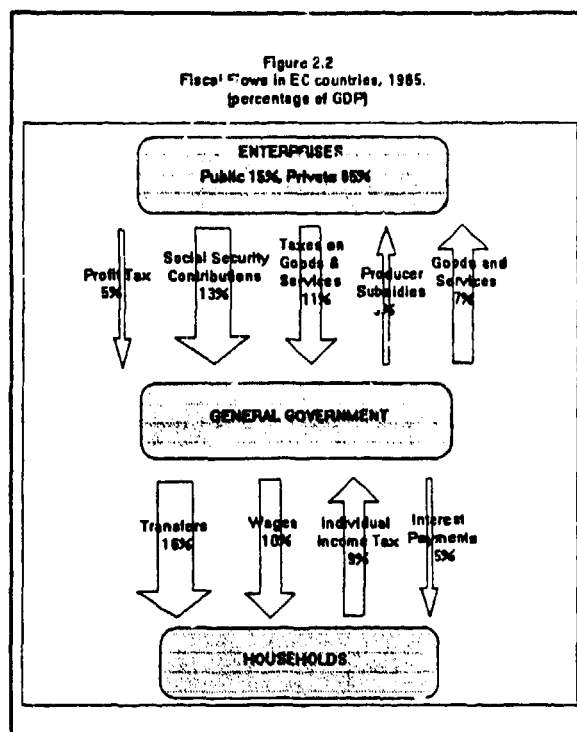 Figure 2.2
Fiscal Flows in EC countries, 1985.
(percentage of GDP)
ENTERPRISES
Public 15%, Private 85%
Profit Tax
5%
Social Security
Contributions
13%
Taxes on
Goods &
Services
11%
Producer
Subsidies
%
Goods and
Services
7%
GENERAL GOVERNMENT
Transfers
16%
Wages
10%
Individual
Income Tax
9%
Interest
Payments
5%
HOUSEHOLDS